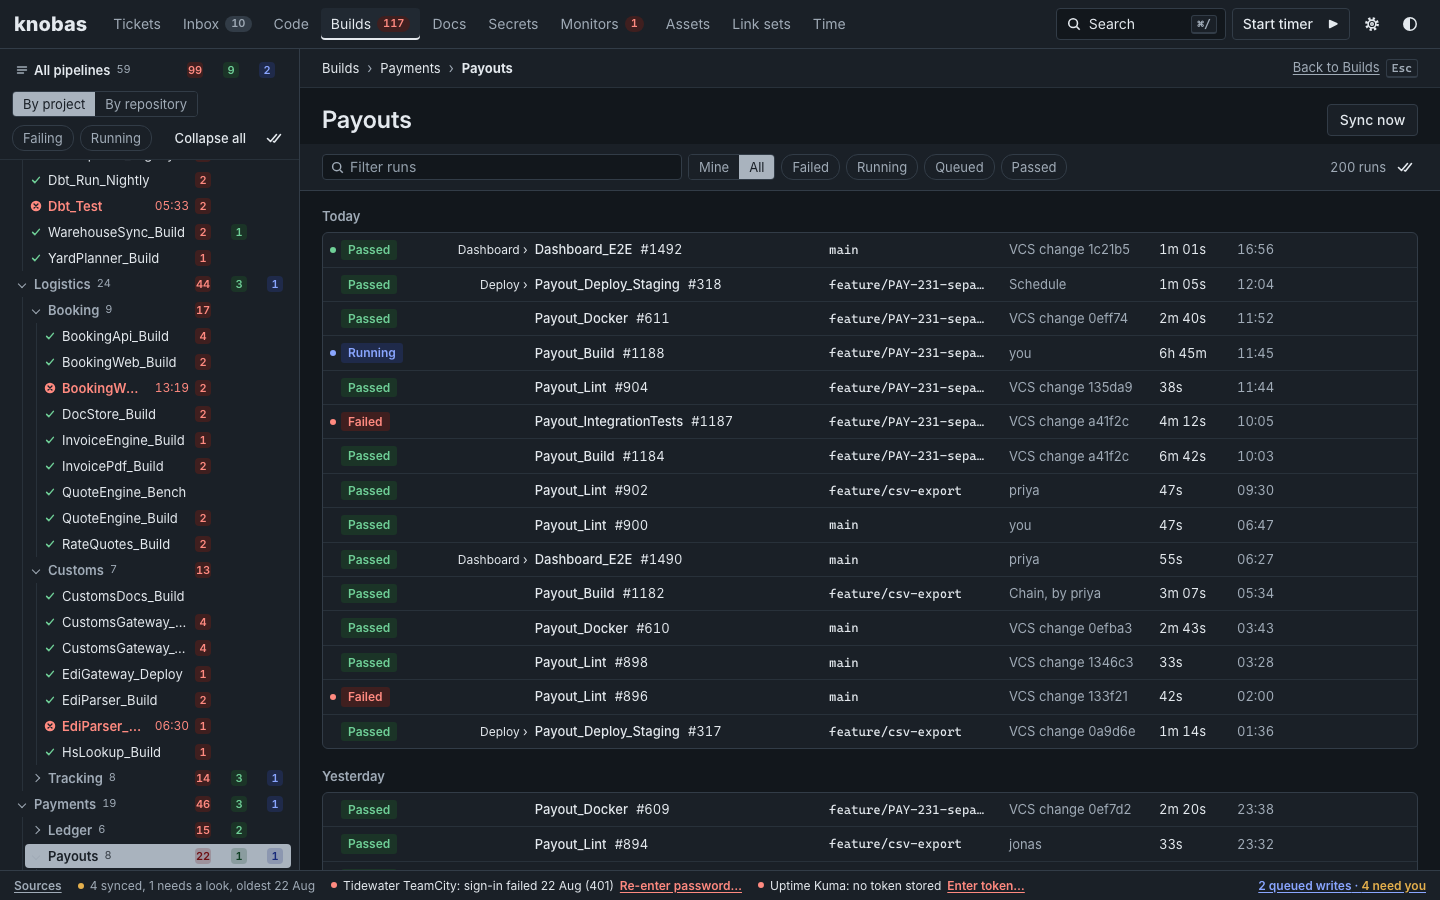 knobas Tickets Inbox 10 Code Builds 117 Docs Secrets Monitors 1 Assets Link sets Time Search ⌘/ Start timer
All pipelines 59 99 9 2
By project By repository
Failing Running Collapse all
Dbt_Run_Nightly 2
Dbt_Test 05:33 2
WarehouseSync_Build 2 1
YardPlanner_Build 1
Logistics 24 44 3 1
Booking 9 17
BookingApi_Build 4
BookingWeb_Build 2
BookingW... 13:19 2
DocStore_Build 2
InvoiceEngine_Build 1
InvoicePdf_Build 2
QuoteEngine_Bench
QuoteEngine_Build 2
RateQuotes_Build 2
Customs 7 13
CustomsDocs_Build
CustomsGateway_... 4
CustomsGateway_... 4
EdiGateway_Deploy 1
EdiParser_Build 2
EdiParser_... 06:30 1
HsLookup_Build 1
Tracking 8 14 3 1
Payments 19 46 3 1
Ledger 6 15 2
Payouts 8 22 1 1
Builds › Payments › Payouts Back to Builds Esc
Payouts Sync now
Filter runs Mine All Failed Running Queued Passed 200 runs
Today
Passed Dashboard › Dashboard_E2E #1492 main VCS change 1c21b5 1m 01s 16:56
Passed Deploy › Payout_Deploy_Staging #318 feature/PAY-231-sepa… Schedule 1m 05s 12:04
Passed Payout_Docker #611 feature/PAY-231-sepa… VCS change 0eff74 2m 40s 11:52
Running Payout_Build #1188 feature/PAY-231-sepa… you 6h 45m 11:45
Passed Payout_Lint #904 feature/PAY-231-sepa… VCS change 135da9 38s 11:44
Failed Payout_IntegrationTests #1187 feature/PAY-231-sepa… VCS change a41f2c 4m 12s 10:05
Passed Payout_Build #1184 feature/PAY-231-sepa… VCS change a41f2c 6m 42s 10:03
Passed Payout_Lint #902 feature/csv-export priya 47s 09:30
Passed Payout_Lint #900 main you 47s 06:47
Passed Dashboard › Dashboard_E2E #1490 main priya 55s 06:27
Passed Payout_Build #1182 feature/csv-export Chain, by priya 3m 07s 05:34
Passed Payout_Docker #610 main VCS change 0efba3 2m 43s 03:43
Passed Payout_Lint #898 main VCS change 1346c3 33s 03:28
Failed Payout_Lint #896 main VCS change 133f21 42s 02:00
Passed Deploy › Payout_Deploy_Staging #317 feature/csv-export VCS change 0a9d6e 1m 14s 01:36
Yesterday
Passed Payout_Docker #609 feature/PAY-231-sepa… VCS change 0ef7d2 2m 20s 23:38
Passed Payout_Lint #894 feature/csv-export jonas 33s 23:32
Sources 4 synced, 1 needs a look, oldest 22 Aug Tidewater TeamCity: sign-in failed 22 Aug (401) Re-enter password... Uptime Kuma: no token stored Enter token... 2 queued writes · 4 need you